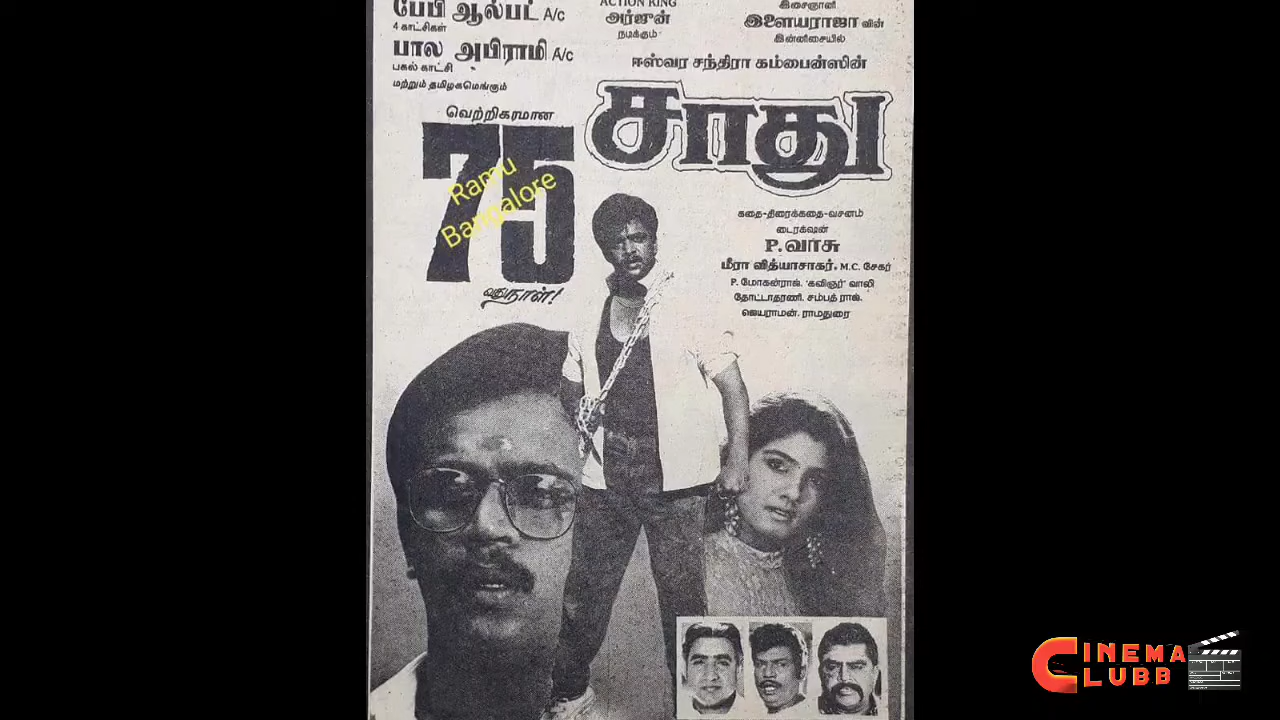 பேபி ஆல்பட் A/c
4 காட்சிகள்
பால அபிராமி A/c
பகல் காட்சி
மற்றும் தமிழகமெங்கும்
ACTION KING
அர்ஜுன்
நடிக்கும்
இசைஞானி
இளையராஜா வின்
இன்னிசையில்
ஈஸ்வர சந்திரா கம்பைன்ஸின்
சாது
வெற்றிகரமான
75
வது நாள்!
Ramu
Bangalore
கதை-திரைக்கதை-வசனம்
டைரக்ஷன்
P. வாசு
மீரா வித்யாசாகர். M.C. சேகர்
P. மோகன்ராஜ். 'கவிஞர்' வாலி
தோட்டாதரணி. சம்பத் ராஜ்.
ஜெயராமன். ராமதுரை
CINEMA
CLUBB